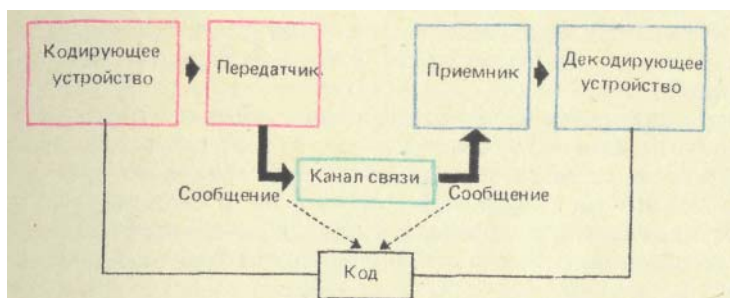 Кодирующее
устройство
Передатчик
Приемник
Декодирующее
устройство
Канал связи
Сообщение
Сообщение
Код